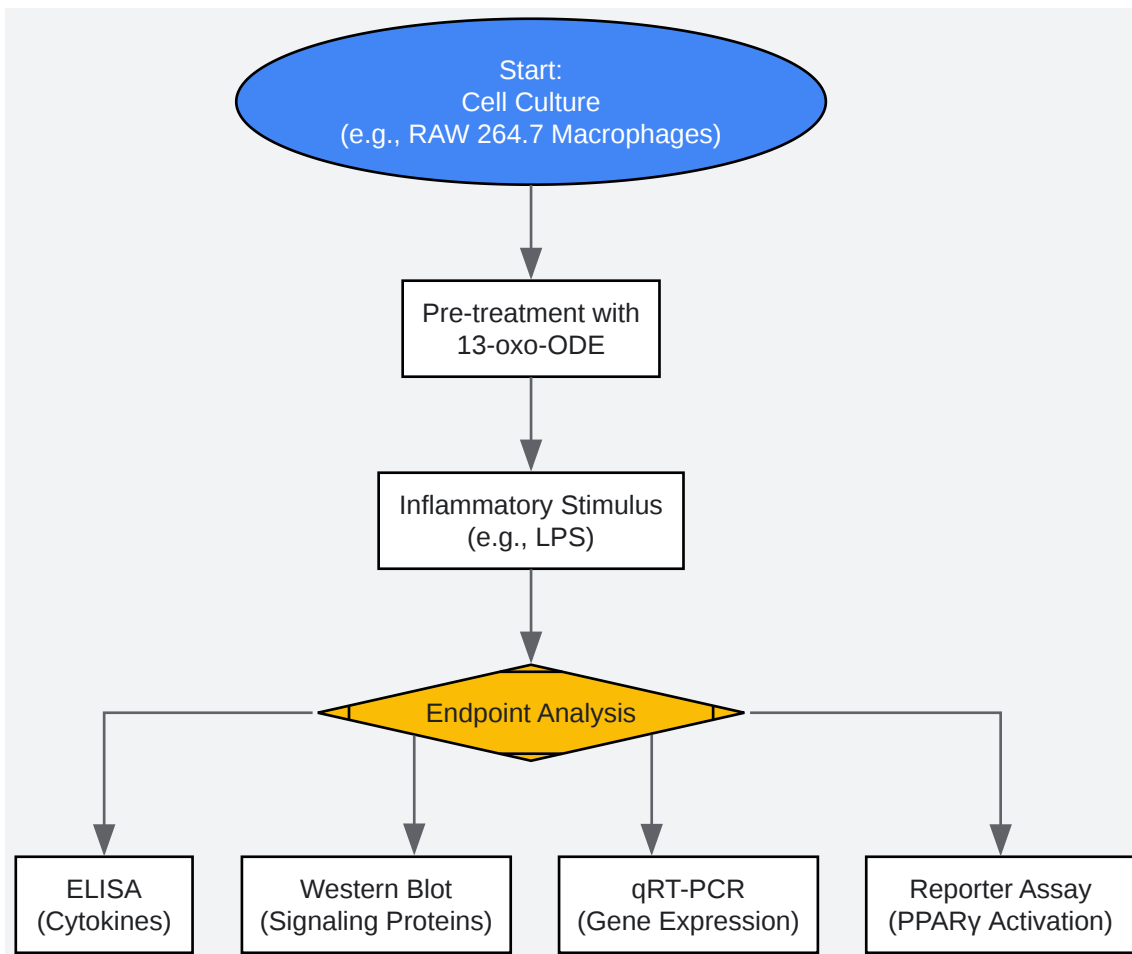 Start:
Cell Culture
(e.g., RAW 264.7 Macrophages)
Pre-treatment with
13-oxo-ODE
Inflammatory Stimulus
(e.g., LPS)
Endpoint Analysis
ELISA
(Cytokines)
Western Blot
(Signaling Proteins)
qRT-PCR
(Gene Expression)
Reporter Assay
(PPARγ Activation)